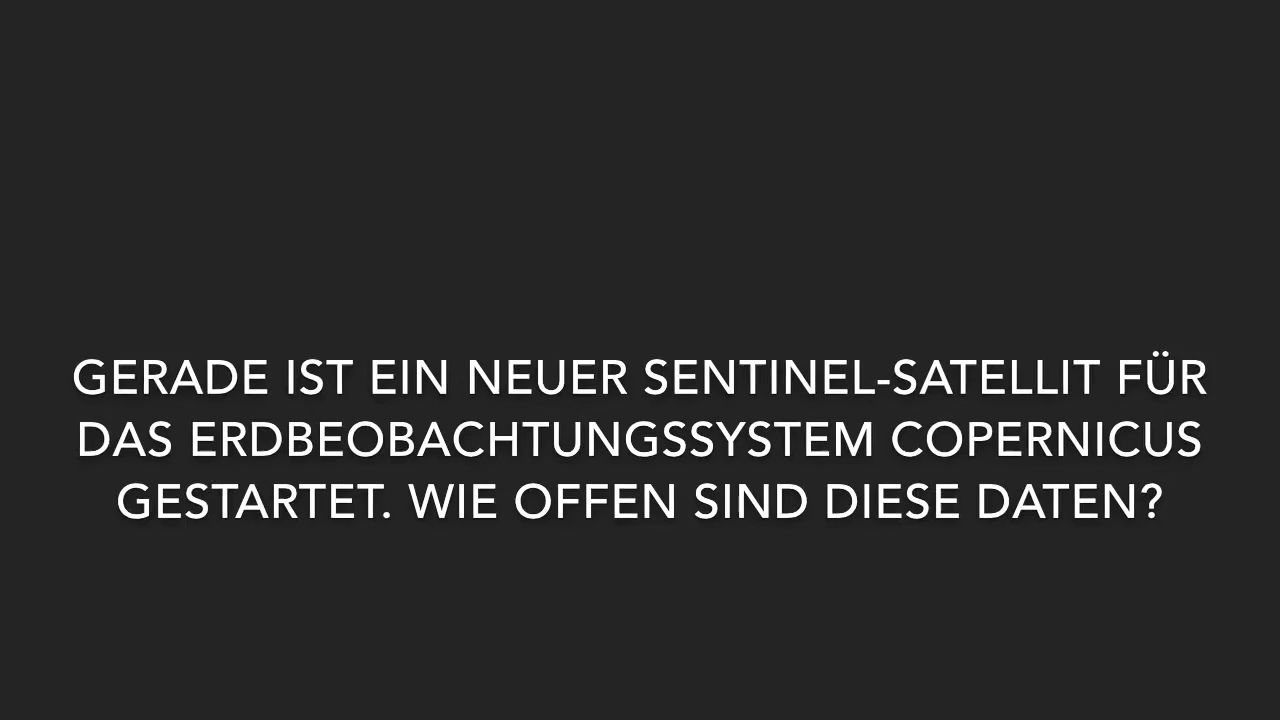 GERADE IST EIN NEUER SENTINEL-SATELLIT FÜR
DAS ERDBEOBACHTUNGSSYSTEM COPERNICUS
GESTARTET. WIE OFFEN SIND DIESE DATEN?